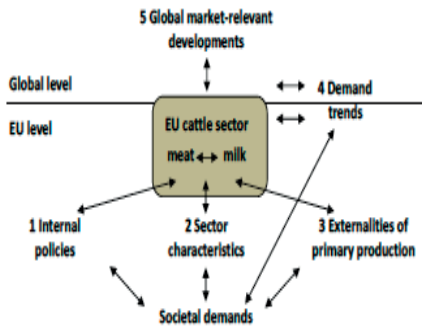 5 Global market-relevant
developments
Global level
4 Demand
trends
EU level
EU cattle sector
meat milk
1 Internal
policies
2 Sector
characteristics
3 Externalities of
primary production
Societal demands